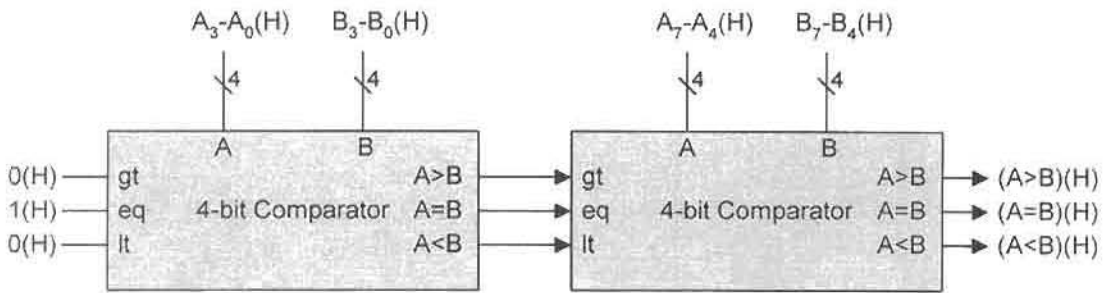 A₃-A₀(H) B₃-B₀(H) A₇-A₄(H) B₇-B₄(H)
4 4 4 4
A B A B
0(H) gt A>B gt A>B (A>B)(H)
1(H) eq 4-bit Comparator A=B eq 4-bit Comparator A=B (A=B)(H)
0(H) lt A<B lt A<B (A<B)(H)